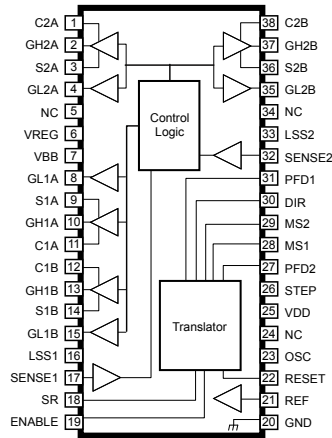 C2A 1 38 C2B
GH2A 2 37 GH2B
S2A 3 36 S2B
GL2A 4 35 GL2B
NC 5 34 NC
VREG 6 33 LSS2
VBB 7 32 SENSE2
GL1A 8 31 PFD1
S1A 9 30 DIR
GH1A 10 29 MS2
C1A 11 28 MS1
C1B 12 27 PFD2
GH1B 13 26 STEP
S1B 14 25 VDD
GL1B 15 24 NC
LSS1 16 23 OSC
SENSE1 17 22 RESET
SR 18 21 REF
ENABLE 19 20 GND
Control
Logic
Translator